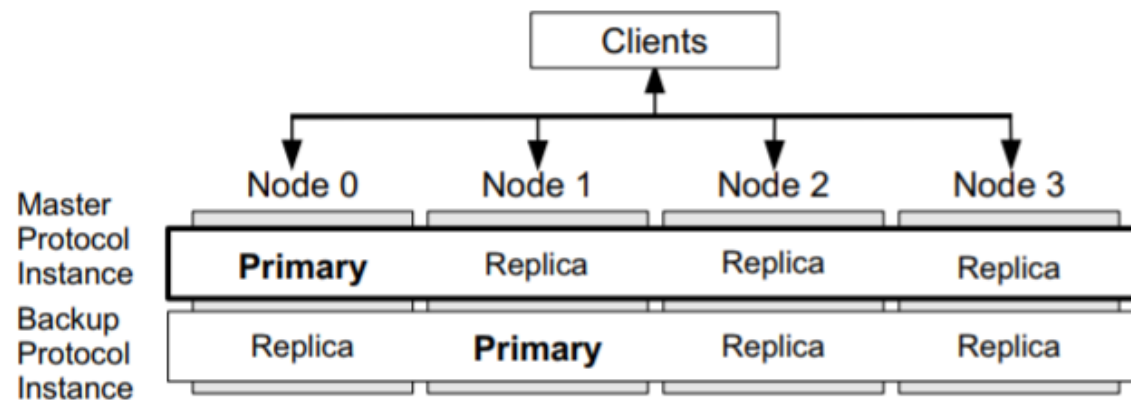 Clients
Node 0 Node 1 Node 2 Node 3
Master
Protocol
Instance
Primary Replica Replica Replica
Backup
Protocol
Instance
Replica Primary Replica Replica